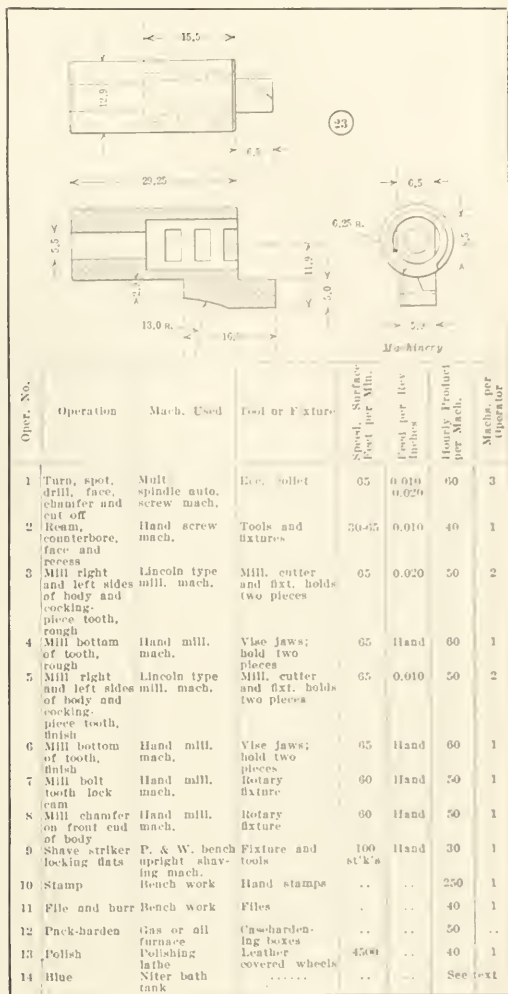 15.5
12.9
23
6.5
29.25
6.5
6.25 R.
5.5
11.9
5.0
13.0 R.
5.9
Machinery
Oper. No.
Operation
Mach. Used
Tool or Fixture
Speed, Surface Feet per Min.
Feed per Rev Inches
Hourly Product per Mach.
Machs. per Operator
1 Turn, spot, Mult Ecc. collet 65 0.010 60 3
drill, face, spindle auto. 0.020
chamfer and screw mach.
cut off
2 Ream, Hand screw Tools and 30-65 0.010 40 1
counterbore, mach. fixtures
face and
recess
3 Mill right Lincoln type Mill. cutter 65 0.020 50 2
and left sides mill. mach. and fixt. holds
of body and two pieces
cocking-
piece tooth,
rough
4 Mill bottom Hand mill. Vise jaws; 65 Hand 60 1
of tooth, mach. hold two
rough pieces
5 Mill right Lincoln type Mill. cutter 65 0.010 50 2
and left sides mill. mach. and fixt. holds
of body and two pieces
cocking-
piece tooth,
finish
6 Mill bottom Hand mill. Vise jaws; 65 Hand 60 1
of tooth, mach. hold two
finish pieces
7 Mill bolt Hand mill. Rotary 60 Hand 50 1
tooth lock mach. fixture
cam
8 Mill chamfer Hand mill. Rotary 60 Hand 50 1
on front end mach. fixture
of body
9 Shave striker P. & W. bench Fixture and 100 Hand 30 1
locking flats upright shav- tools st'k's
ing mach.
10 Stamp Bench work Hand stamps .. .. 250 1
11 File and burr Bench work Files .. .. 40 1
12 Pack-harden Gas or oil Caseharden- .. .. 50 ..
furnace ing boxes
13 Polish Polishing Leather 4500 .. 40 1
lathe covered wheels
14 Blue Niter bath ...... .. .. See text
tank